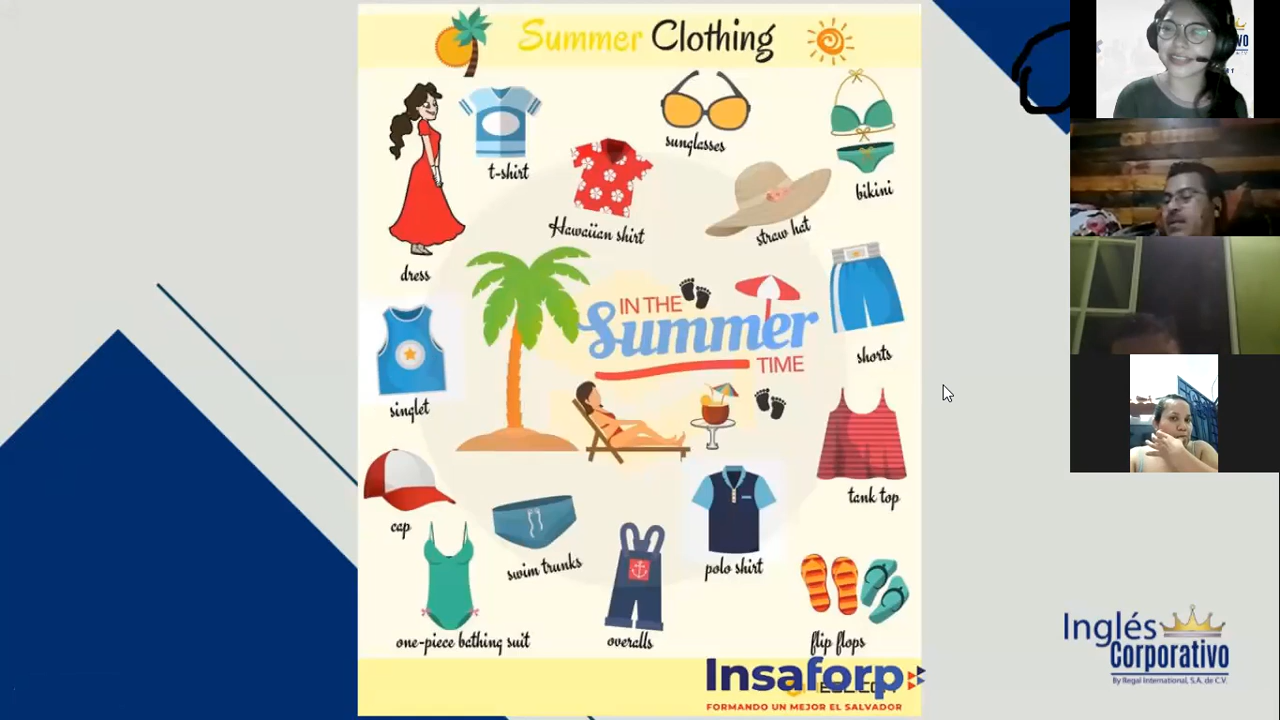 Summer Clothing
t-shirt
sunglasses
bikini
Hawaiian shirt
straw hat
dress
IN THE
Summer
TIME
shorts
singlet
tank top
cap
swim trunks
polo shirt
one-piece bathing suit
overalls
flip flops
Insaforp
FORMANDO UN MEJOR EL SALVADOR
Inglés
Corporativo
By Regal International, S.A. de C.V.